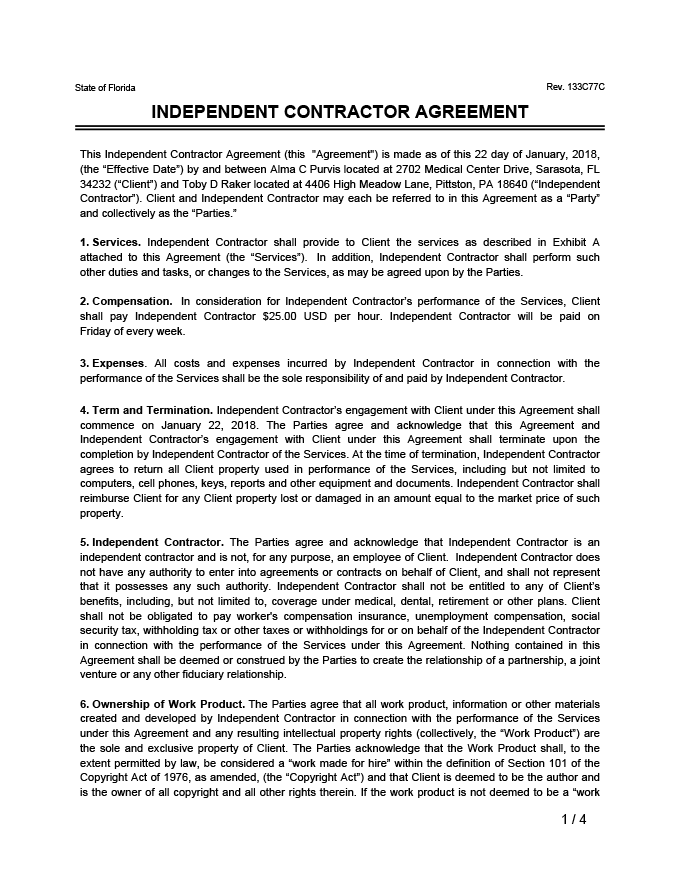 State of Florida
Rev. 133C77C
INDEPENDENT CONTRACTOR AGREEMENT
This Independent Contractor Agreement (this "Agreement") is made as of this 22 day of January, 2018,
(the “Effective Date”) by and between Alma C Purvis located at 2702 Medical Center Drive, Sarasota, FL
34232 (“Client”) and Toby D Raker located at 4406 High Meadow Lane, Pittston, PA 18640 (“Independent
Contractor”). Client and Independent Contractor may each be referred to in this Agreement as a “Party”
and collectively as the “Parties.”
1. Services. Independent Contractor shall provide to Client the services as described in Exhibit A
attached to this Agreement (the “Services”). In addition, Independent Contractor shall perform such
other duties and tasks, or changes to the Services, as may be agreed upon by the Parties.
2. Compensation. In consideration for Independent Contractor’s performance of the Services, Client
shall pay Independent Contractor $25.00 USD per hour. Independent Contractor will be paid on
Friday of every week.
3. Expenses. All costs and expenses incurred by Independent Contractor in connection with the
performance of the Services shall be the sole responsibility of and paid by Independent Contractor.
4. Term and Termination. Independent Contractor’s engagement with Client under this Agreement shall
commence on January 22, 2018. The Parties agree and acknowledge that this Agreement and
Independent Contractor’s engagement with Client under this Agreement shall terminate upon the
completion by Independent Contractor of the Services. At the time of termination, Independent Contractor
agrees to return all Client property used in performance of the Services, including but not limited to
computers, cell phones, keys, reports and other equipment and documents. Independent Contractor shall
reimburse Client for any Client property lost or damaged in an amount equal to the market price of such
property.
5. Independent Contractor. The Parties agree and acknowledge that Independent Contractor is an
independent contractor and is not, for any purpose, an employee of Client. Independent Contractor does
not have any authority to enter into agreements or contracts on behalf of Client, and shall not represent
that it possesses any such authority. Independent Contractor shall not be entitled to any of Client’s
benefits, including, but not limited to, coverage under medical, dental, retirement or other plans. Client
shall not be obligated to pay worker's compensation insurance, unemployment compensation, social
security tax, withholding tax or other taxes or withholdings for or on behalf of the Independent Contractor
in connection with the performance of the Services under this Agreement. Nothing contained in this
Agreement shall be deemed or construed by the Parties to create the relationship of a partnership, a joint
venture or any other fiduciary relationship.
6. Ownership of Work Product. The Parties agree that all work product, information or other materials
created and developed by Independent Contractor in connection with the performance of the Services
under this Agreement and any resulting intellectual property rights (collectively, the “Work Product”) are
the sole and exclusive property of Client. The Parties acknowledge that the Work Product shall, to the
extent permitted by law, be considered a “work made for hire” within the definition of Section 101 of the
Copyright Act of 1976, as amended, (the “Copyright Act”) and that Client is deemed to be the author and
is the owner of all copyright and all other rights therein. If the work product is not deemed to be a “work
1 / 4